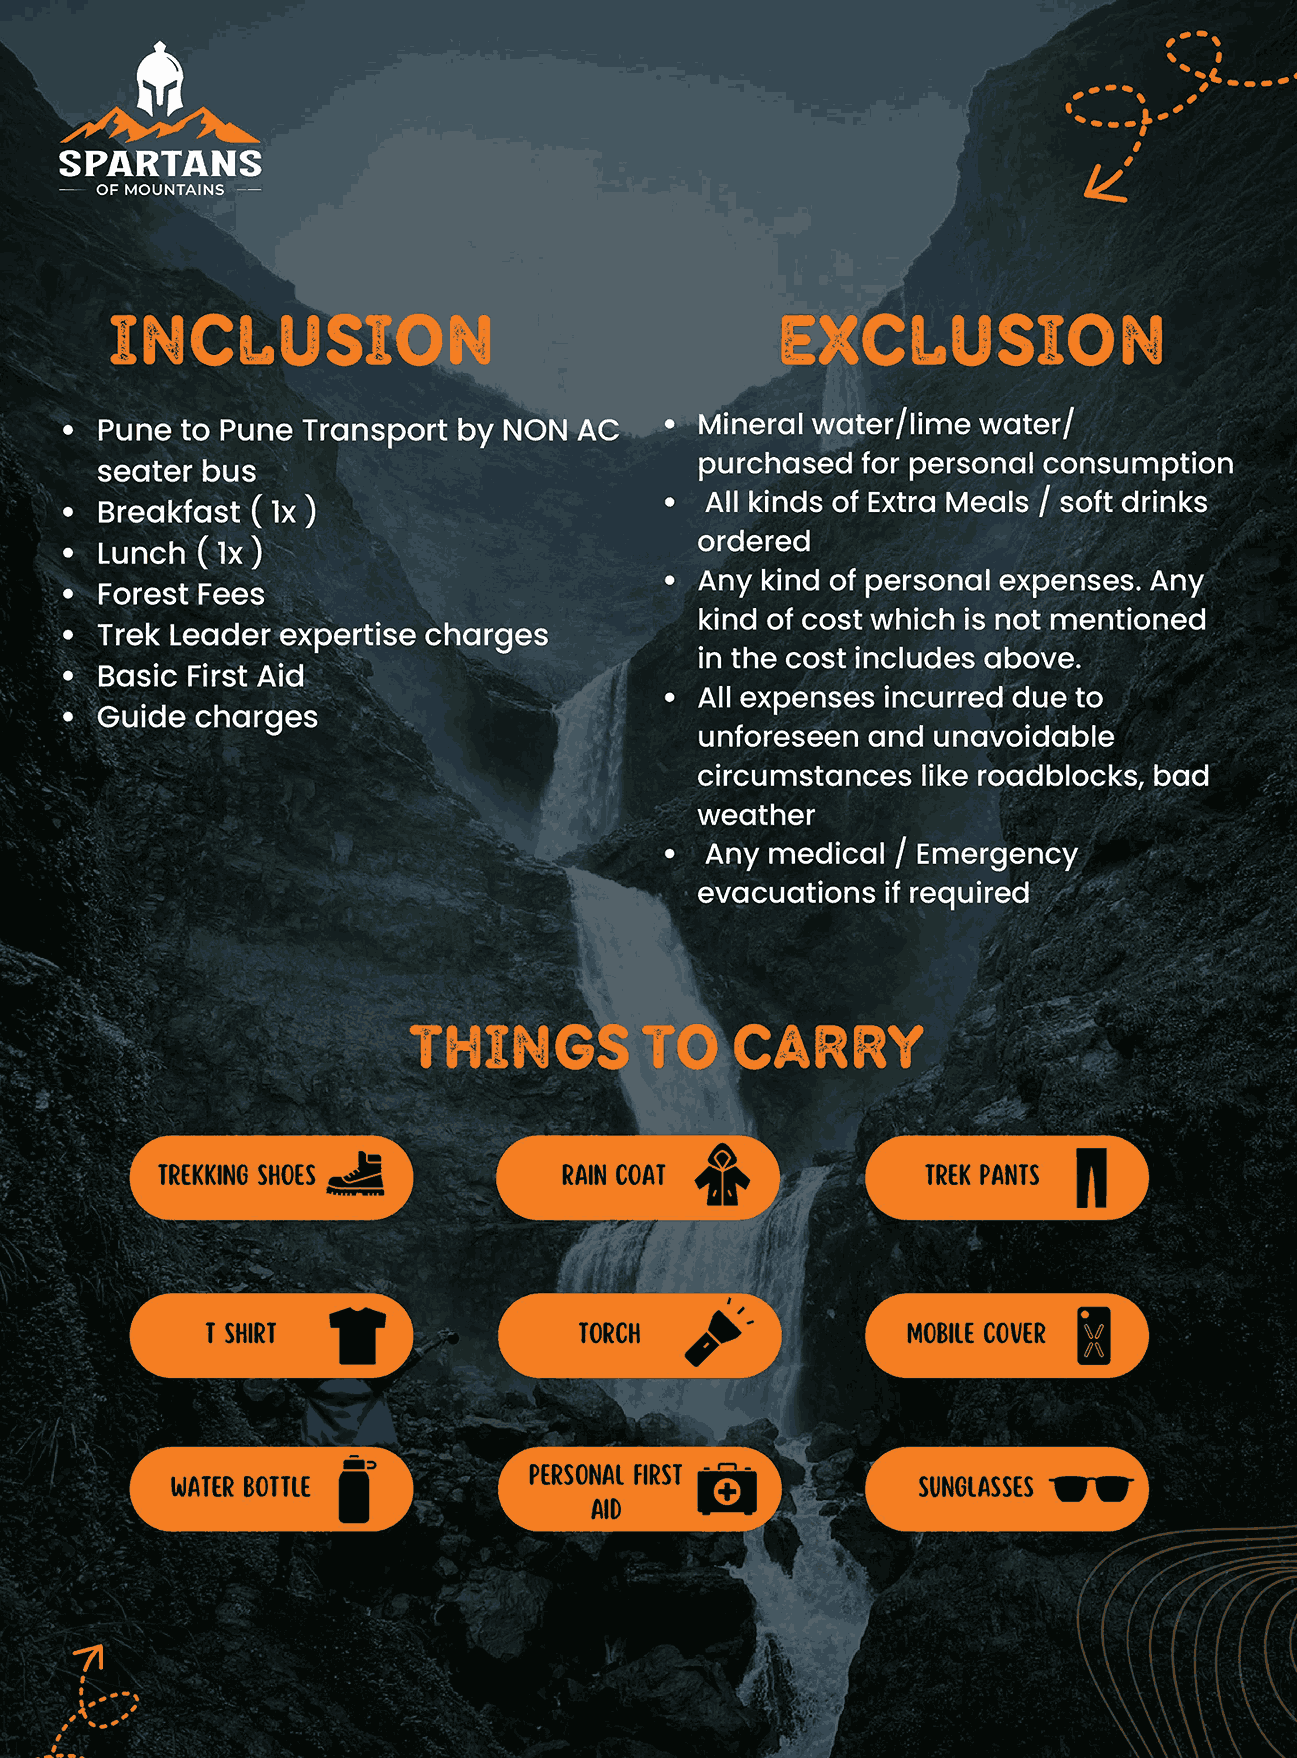 SPARTANS
OF MOUNTAINS
INCLUSION
• Pune to Pune Transport by NON AC
seater bus
• Breakfast ( 1x )
• Lunch ( 1x )
• Forest Fees
• Trek Leader expertise charges
• Basic First Aid
• Guide charges
EXCLUSION
• Mineral water/lime water/
purchased for personal consumption
• All kinds of Extra Meals / soft drinks
ordered
• Any kind of personal expenses. Any
kind of cost which is not mentioned
in the cost includes above.
• All expenses incurred due to
unforeseen and unavoidable
circumstances like roadblocks, bad
weather
• Any medical / Emergency
evacuations if required
THINGS TO CARRY
TREKKING SHOES
RAIN COAT
TREK PANTS
T SHIRT
TORCH
MOBILE COVER
WATER BOTTLE
PERSONAL FIRST
AID
SUNGLASSES